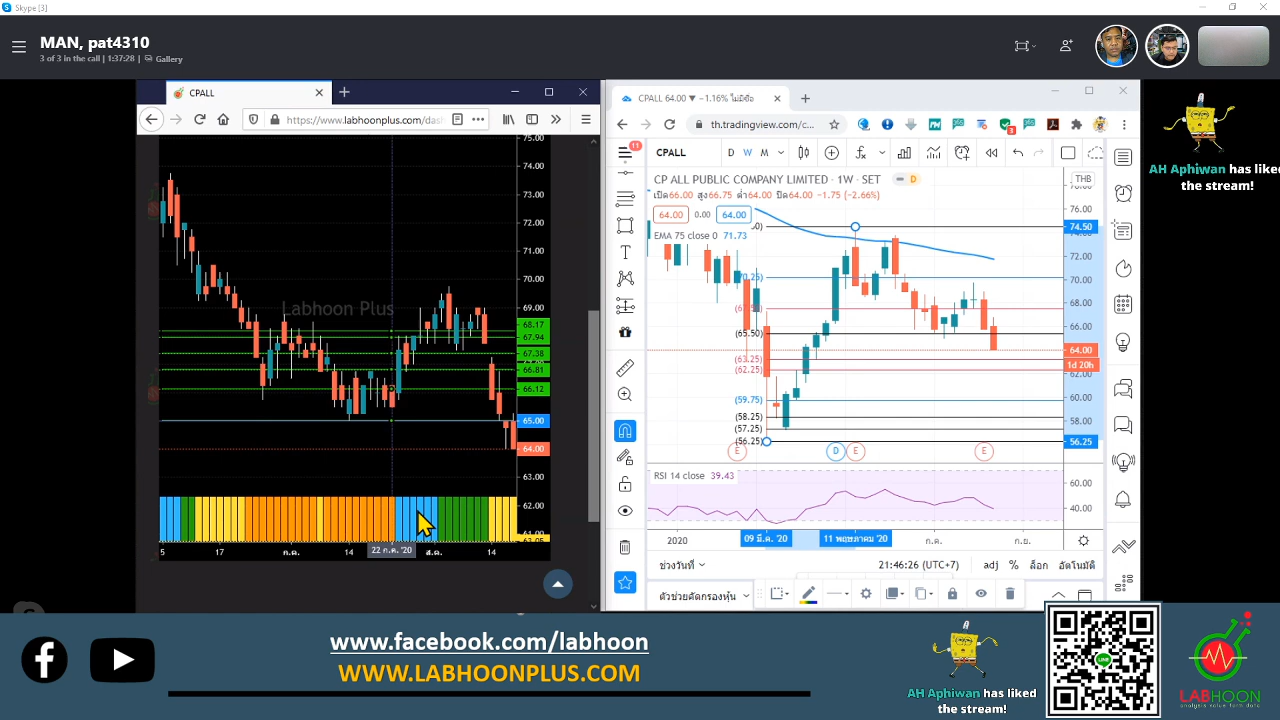 Skype [3]
MAN, pat4310
3 of 3 in the call | 1:37:28 | Gallery
CPALL
https://www.labhoonplus.com/das
75.00
74.00
73.00
72.00
71.00
70.00
69.00
68.17
67.94
67.38
66.81
66.12
65.00
64.00
63.00
62.00
Labhoon Plus
5
17
ก.ค.
14
22 ก.ค. '20
ส.ค.
14
CPALL 64.00 ▼ −1.16% ไม่มีชื่อ
th.tradingview.com/c...
11
CPALL
D W M
3
CP ALL PUBLIC COMPANY LIMITED · 1W · SET
D
THB
เปิด66.00 สูง66.75 ต่ำ64.00 ปิด64.00 −1.75 (−2.66%)
64.00 0.00 64.00
EMA 75 close 0 71.73
76.00
74.50
72.00
70.00
68.00
66.00
64.00
1d 20h
62.00
60.00
58.00
56.25
(65.50)
(63.25)
(62.25)
(59.75)
(58.25)
(57.25)
(56.25)
E
D
E
E
RSI 14 close 39.43
60.00
40.00
2020
09 มี.ค. '20
11 พฤษภาคม '20
ก.ค.
ก.ย.
ช่วงวันที่
21:46:26 (UTC+7)
adj
%
ล็อก
อัตโนมัติ
ตัวช่วยคัดกรองหุ้น
AH Aphiwan has liked
the stream!
www.facebook.com/labhoon
WWW.LABHOONPLUS.COM
AH Aphiwan has liked
the stream!
LINE
LABHOON
analysis value form data